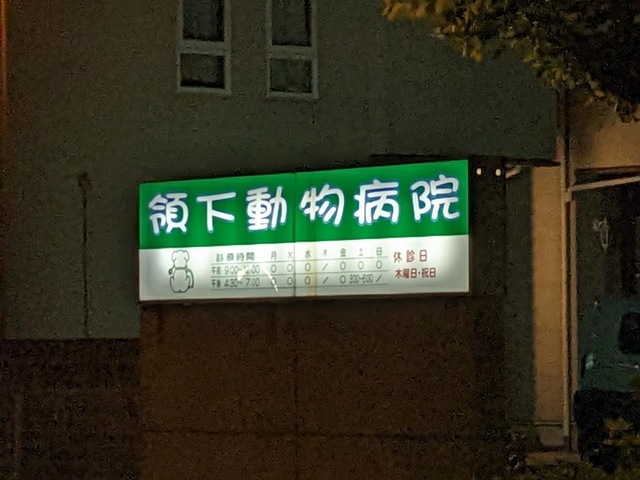 領下動物病院
診療時間 月 火 水 木 金 土 日
午前 9:00~12:00 ○ ○ ○ / ○ ○ ○
午後 4:30~7:00 ○ ○ ○ / ○ 3:00~6:00 /
休診日
木曜日・祝日